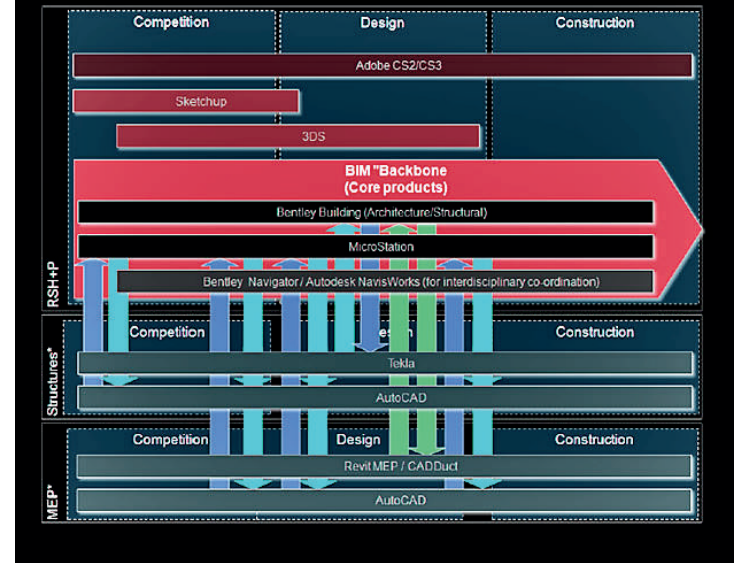 Competition
Design
Construction
Adobe CS2/CS3
Sketchup
3DS
BIM "Backbone
(Core products)
Bentley Building (Architecture/Structural)
MicroStation
Bentley Navigator / Autodesk NavisWorks (for interdisciplinary co-ordination)
RSH+P
Competition
Design
Construction
Tekla
AutoCAD
Structures*
Competition
Design
Construction
Revit MEP / CADDuct
AutoCAD
MEP*